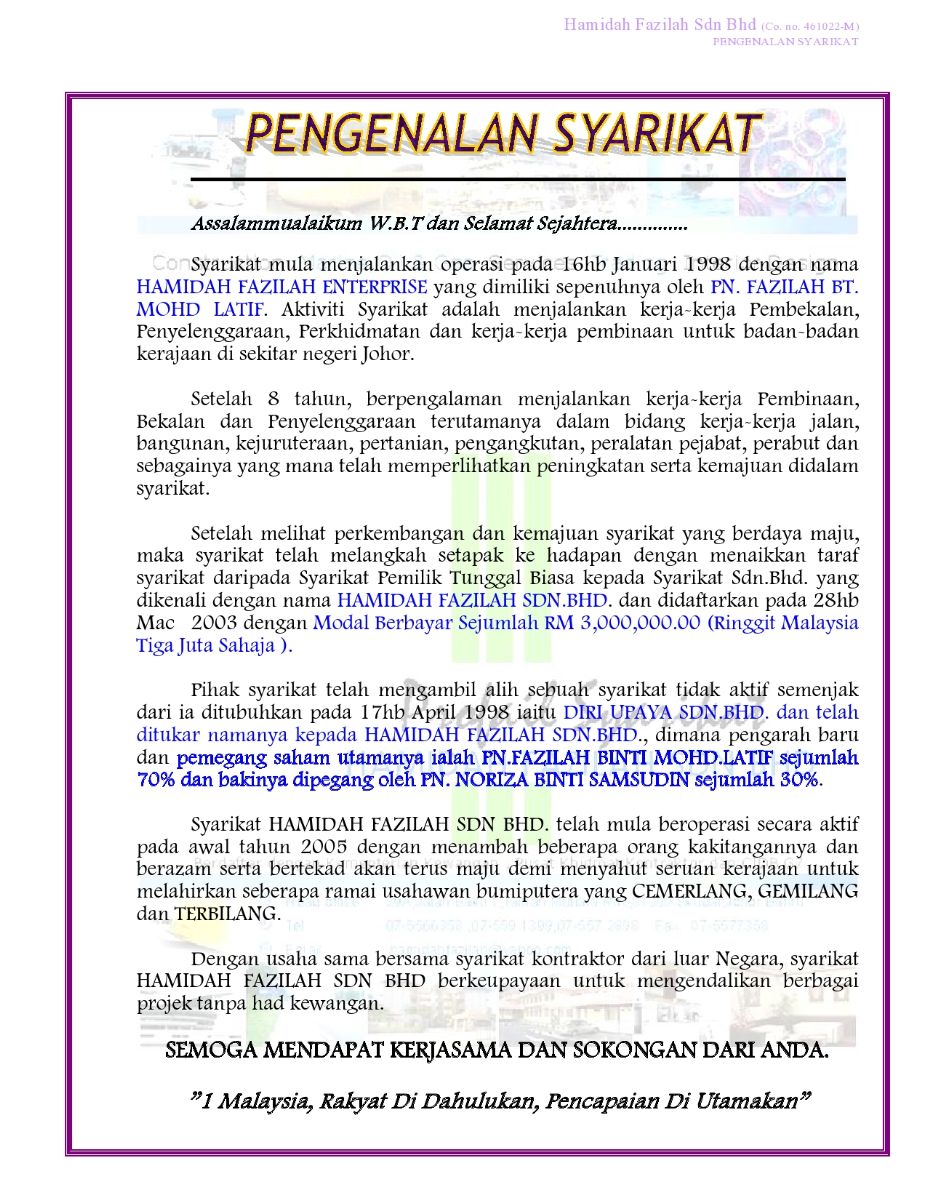 Hamidah Fazilah Sdn Bhd (Co. no. 461022-M)
PENGENALAN SYARIKAT
PENGENALAN SYARIKAT
Assalammualaikum W.B.T dan Selamat Sejahtera..............
Syarikat mula menjalankan operasi pada 16hb Januari 1998 dengan nama
HAMIDAH FAZILAH ENTERPRISE yang dimiliki sepenuhnya oleh PN. FAZILAH BT.
MOHD LATIF. Aktiviti Syarikat adalah menjalankan kerja-kerja Pembekalan,
Penyelenggaraan, Perkhidmatan dan kerja-kerja pembinaan untuk badan-badan
kerajaan di sekitar negeri Johor.
Setelah 8 tahun, berpengalaman menjalankan kerja-kerja Pembinaan,
Bekalan dan Penyelenggaraan terutamanya dalam bidang kerja-kerja jalan,
bangunan, kejuruteraan, pertanian, pengangkutan, peralatan pejabat, perabut dan
sebagainya yang mana telah memperlihatkan peningkatan serta kemajuan didalam
syarikat.
Setelah melihat perkembangan dan kemajuan syarikat yang berdaya maju,
maka syarikat telah melangkah setapak ke hadapan dengan menaikkan taraf
syarikat daripada Syarikat Pemilik Tunggal Biasa kepada Syarikat Sdn.Bhd. yang
dikenali dengan nama HAMIDAH FAZILAH SDN.BHD. dan didaftarkan pada 28hb
Mac 2003 dengan Modal Berbayar Sejumlah RM 3,000,000.00 (Ringgit Malaysia
Tiga Juta Sahaja ).
Pihak syarikat telah mengambil alih sebuah syarikat tidak aktif semenjak
dari ia ditubuhkan pada 17hb April 1998 iaitu DIRI UPAYA SDN.BHD. dan telah
ditukar namanya kepada HAMIDAH FAZILAH SDN.BHD., dimana pengarah baru
dan pemegang saham utamanya ialah PN.FAZILAH BINTI MOHD.LATIF sejumlah
70% dan bakinya dipegang oleh PN. NORIZA BINTI SAMSUDIN sejumlah 30%.
Syarikat HAMIDAH FAZILAH SDN BHD. telah mula beroperasi secara aktif
pada awal tahun 2005 dengan menambah beberapa orang kakitangannya dan
berazam serta bertekad akan terus maju demi menyahut seruan kerajaan untuk
melahirkan seberapa ramai usahawan bumiputera yang CEMERLANG, GEMILANG
dan TERBILANG.
Dengan usaha sama bersama syarikat kontraktor dari luar Negara, syarikat
HAMIDAH FAZILAH SDN BHD berkeupayaan untuk mengendalikan berbagai
projek tanpa had kewangan.
SEMOGA MENDAPAT KERJASAMA DAN SOKONGAN DARI ANDA.
"1 Malaysia, Rakyat Di Dahulukan, Pencapaian Di Utamakan"